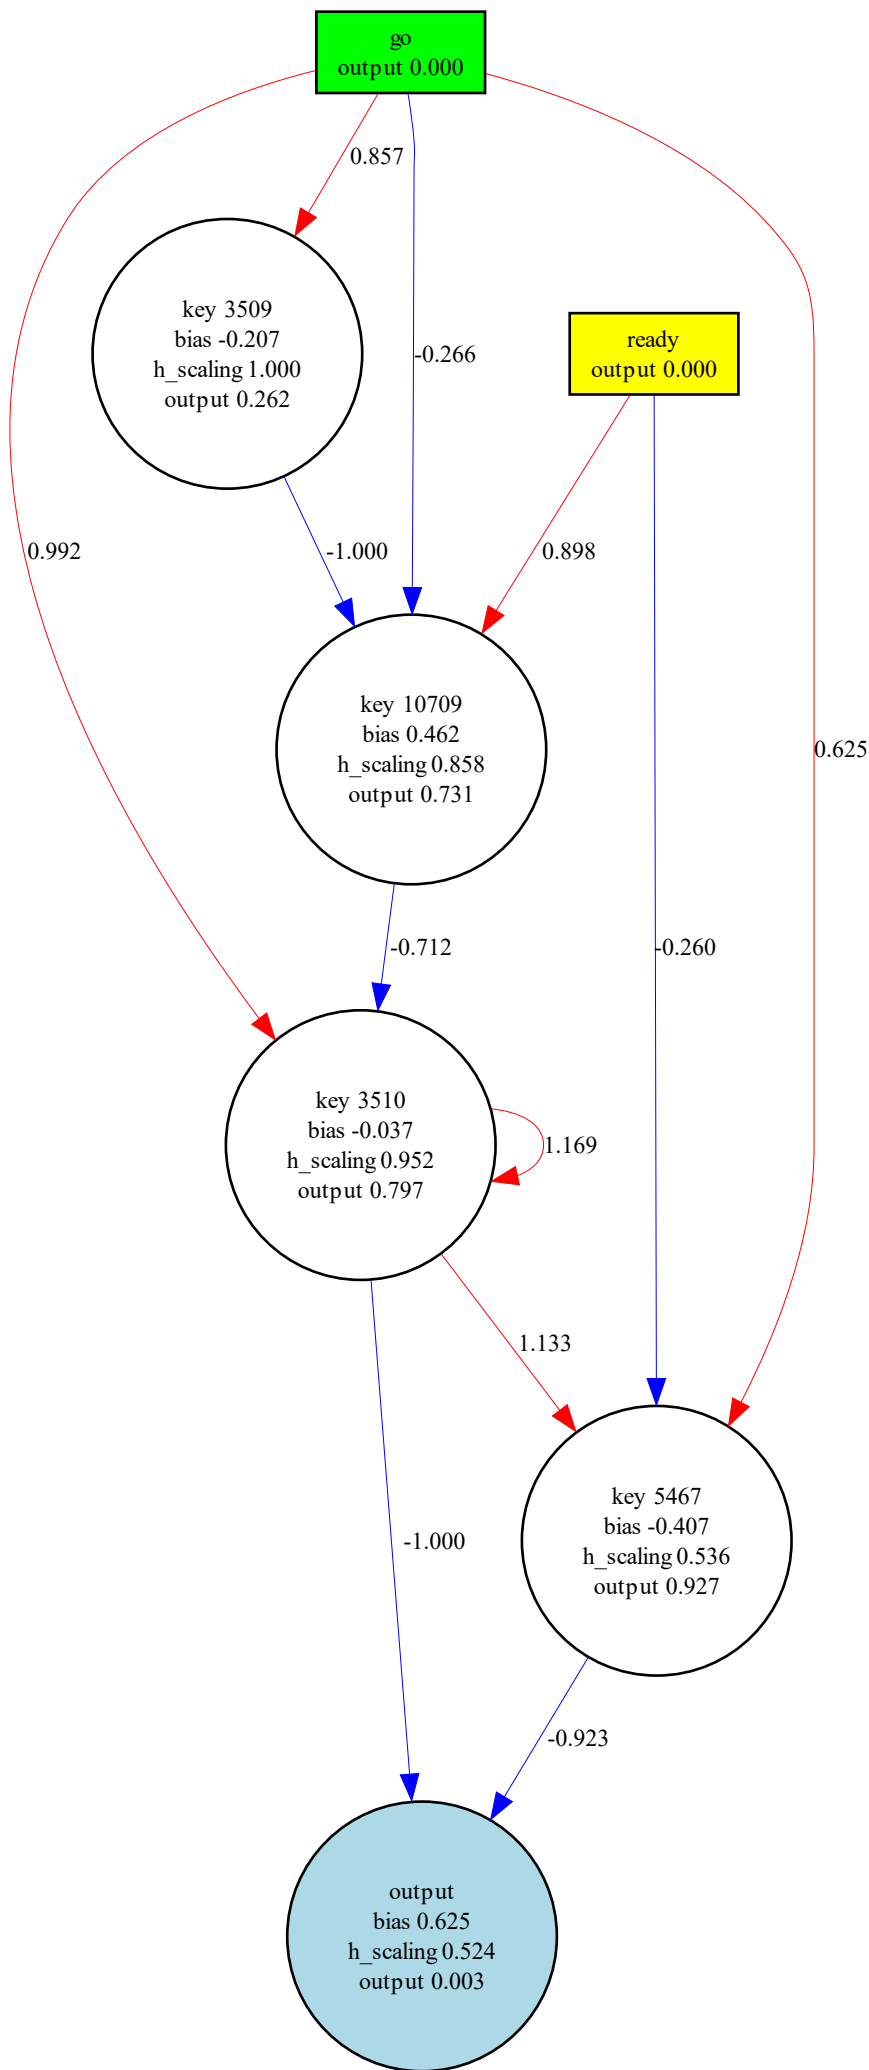 go
output 0.000
0.857
key 3509
bias -0.207
h_scaling 1.000
output 0.262
-0.266
ready
output 0.000
0.992
-1.000
0.898
key 10709
bias 0.462
h_scaling 0.858
output 0.731
0.625
-0.712
-0.260
key 3510
bias -0.037
h_scaling 0.952
output 0.797
1.169
1.133
key 5467
bias -0.407
h_scaling 0.536
output 0.927
-1.000
-0.923
output
bias 0.625
h_scaling 0.524
output 0.003